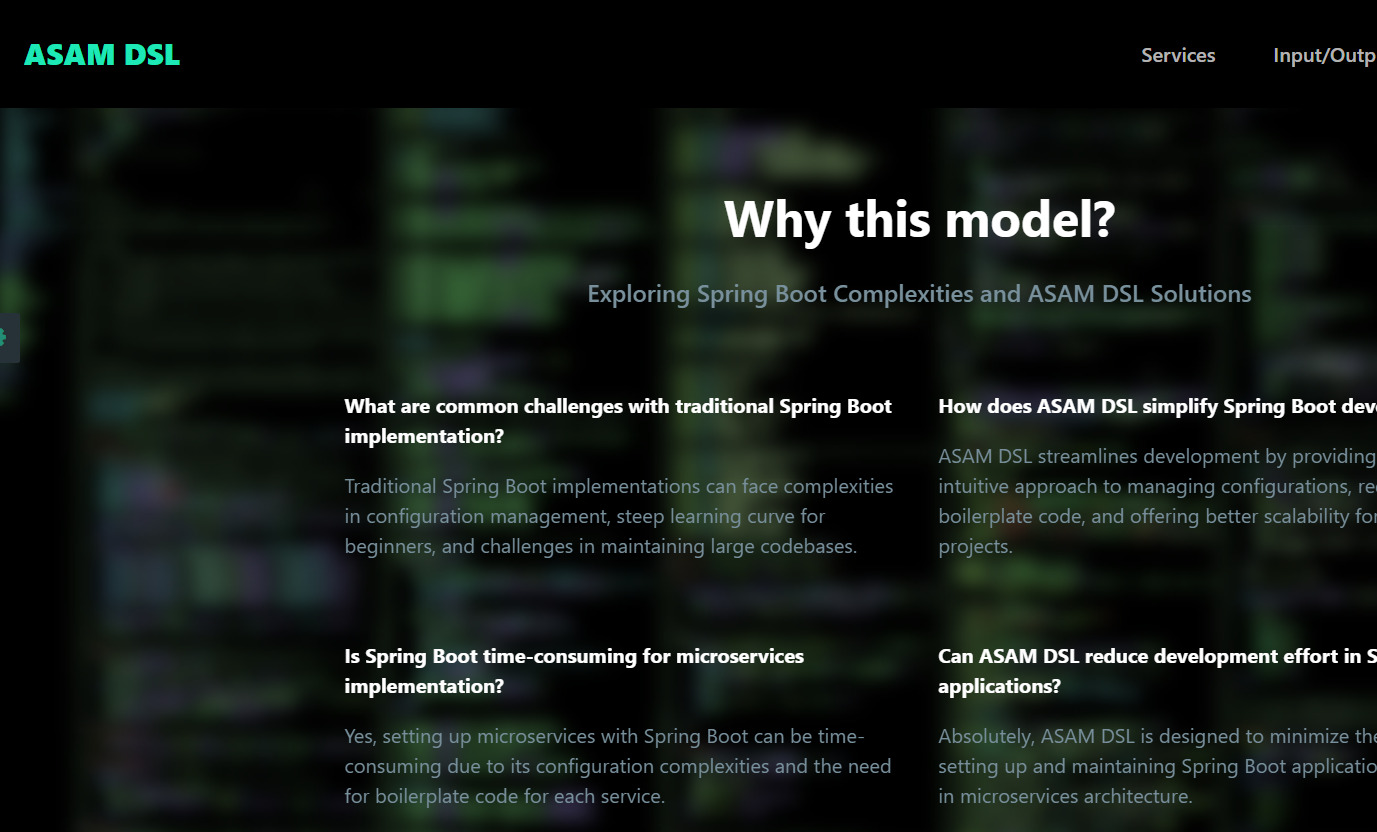 ASAM DSL
Services
Input/Outp
Why this model?
Exploring Spring Boot Complexities and ASAM DSL Solutions
What are common challenges with traditional Spring Boot
implementation?
Traditional Spring Boot implementations can face complexities
in configuration management, steep learning curve for
beginners, and challenges in maintaining large codebases.
How does ASAM DSL simplify Spring Boot deve
ASAM DSL streamlines development by providing
intuitive approach to managing configurations, re
boilerplate code, and offering better scalability for
projects.
Is Spring Boot time-consuming for microservices
implementation?
Yes, setting up microservices with Spring Boot can be time-
consuming due to its configuration complexities and the need
for boilerplate code for each service.
Can ASAM DSL reduce development effort in S
applications?
Absolutely, ASAM DSL is designed to minimize the
setting up and maintaining Spring Boot applicatio
in microservices architecture.